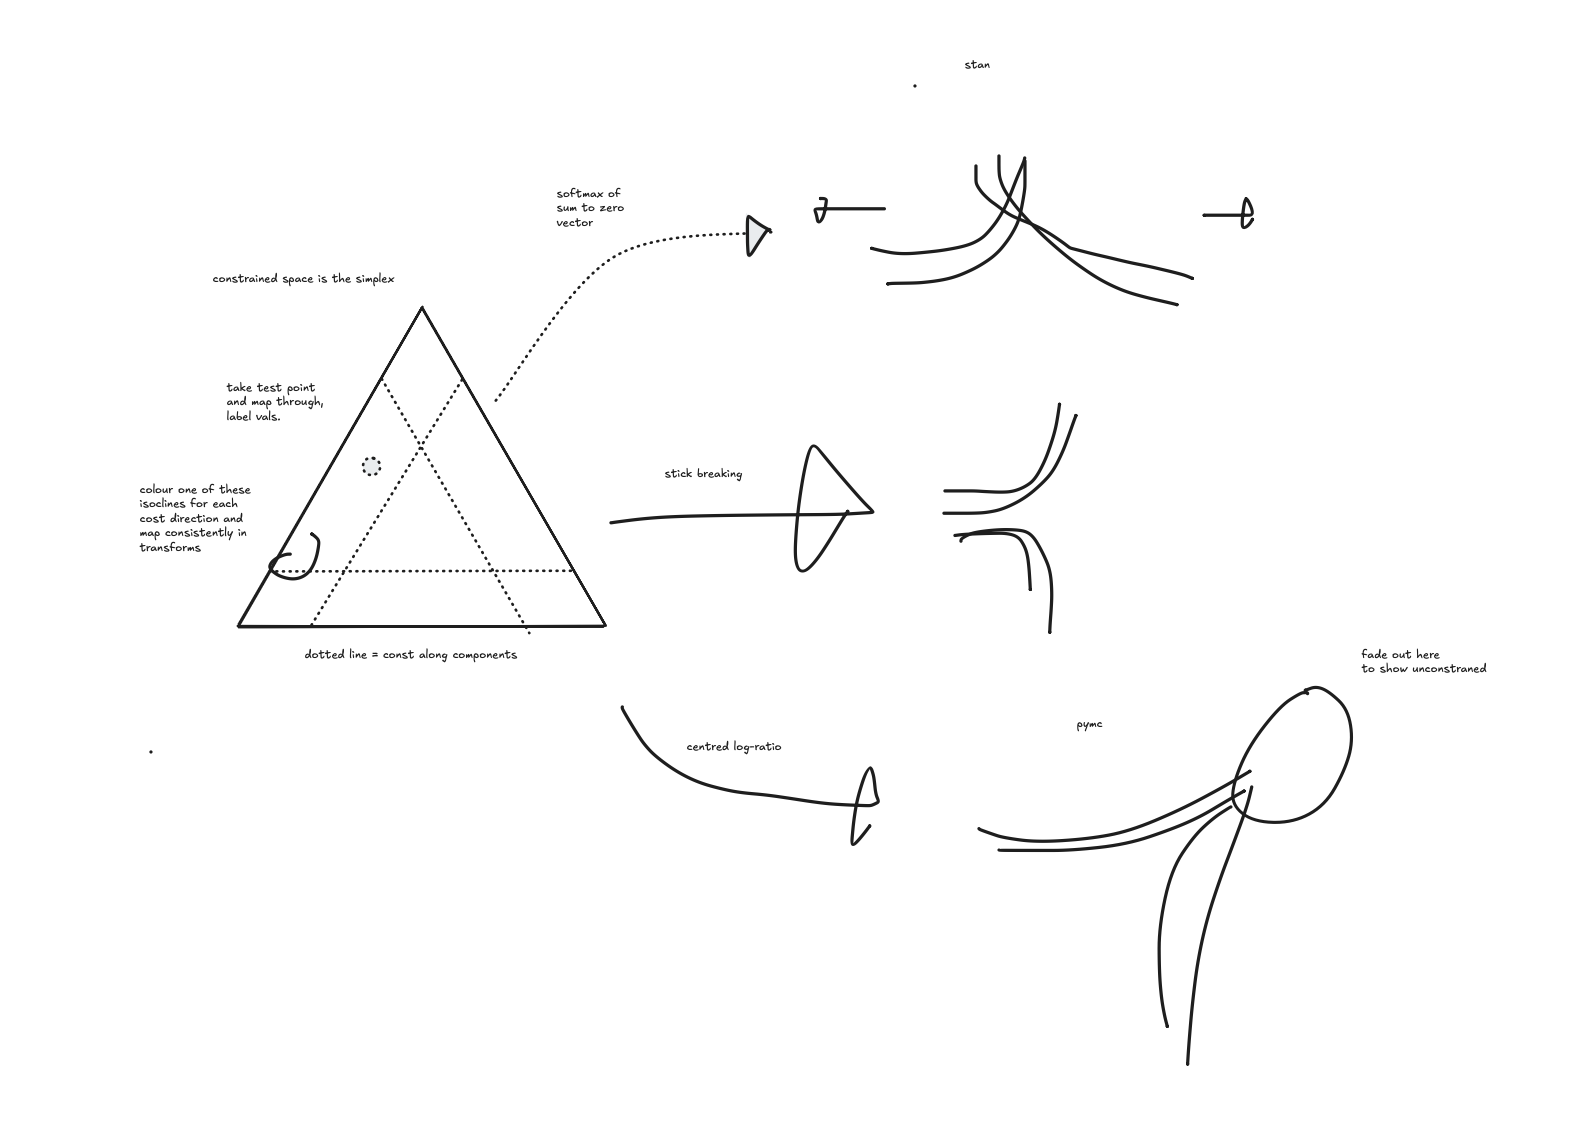 stan
softmax of
sum to zero
vector
constrained space is the simplex
take test point
and map through,
label vals.
stick breaking
colour one of these
isoclines for each
cost direction and
map consistently in
transforms
dotted line = const along components
fade out here
to show unconstraned
pymc
centred log-ratio